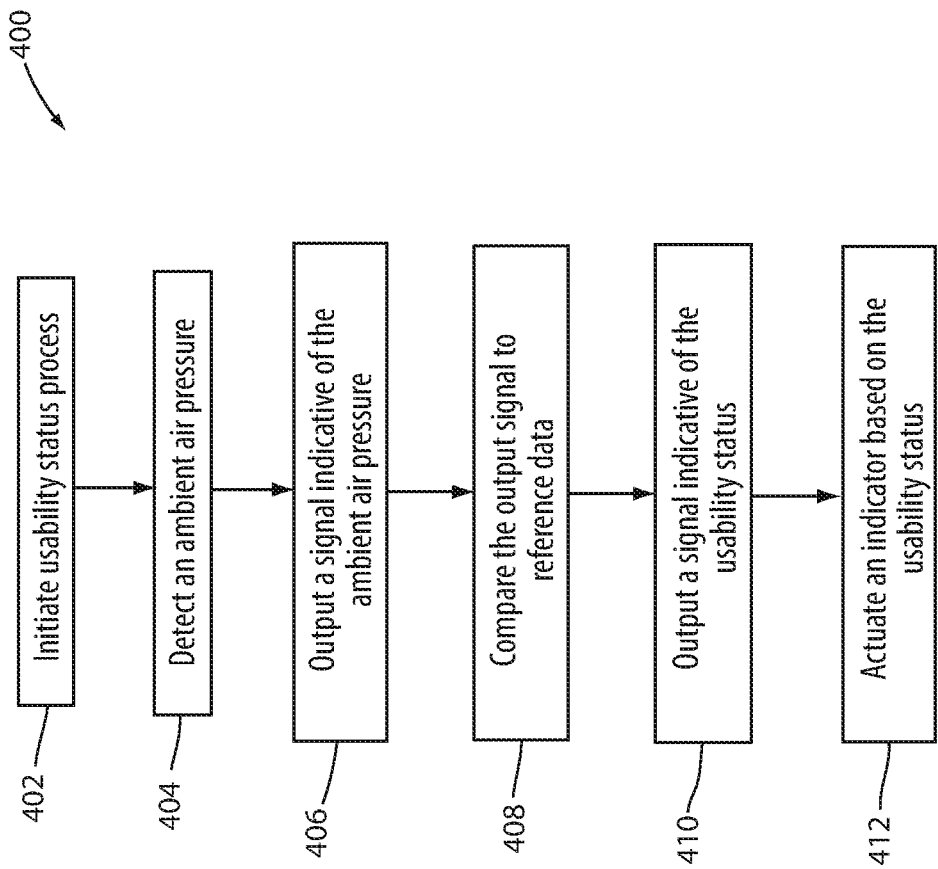 400
402
Initiate usability status process
404
Detect an ambient air pressure
406
Output a signal indicative of the
ambient air pressure
408
Compare the output signal to
reference data
410
Output a signal indicative of the
usability status
412
Actuate an indicator based on the
usability status